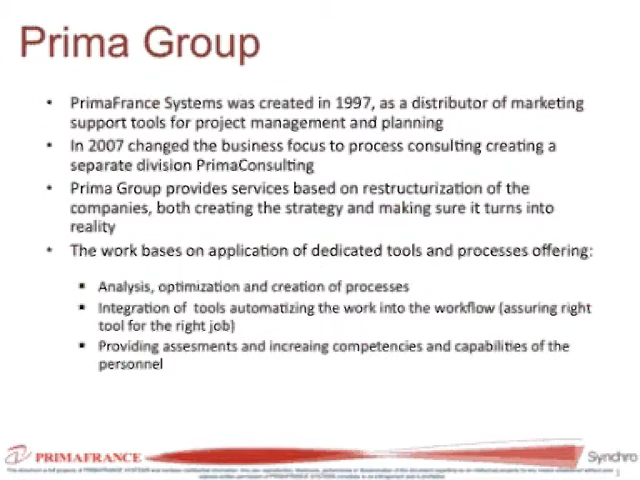 Prima Group
• PrimaFrance Systems was created in 1997, as a distributor of marketing
support tools for project management and planning
• In 2007 changed the business focus to process consulting creating a
separate division PrimaConsulting
• Prima Group provides services based on restructurization of the
companies, both creating the strategy and making sure it turns into
reality
• The work bases on application of dedicated tools and processes offering:
▪ Analysis, optimization and creation of processes
▪ Integration of tools automatizing the work into the workflow (assuring right
tool for the right job)
▪ Providing assesments and increaing competencies and capabilities of the
personnel
PRIMAFRANCE
Synchro